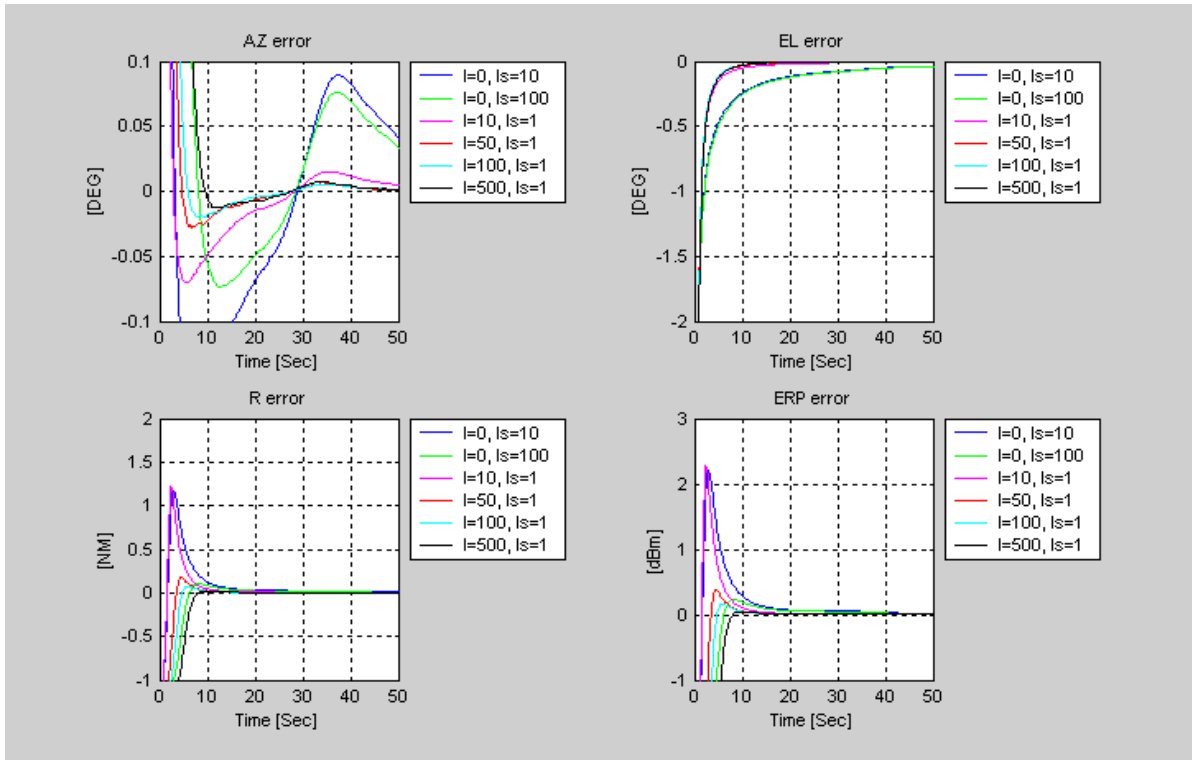 AZ error
0.1
0.05
0
-0.05
-0.1
[DEG]
0 10 20 30 40 50
Time [Sec]
I=0, Is=10
I=0, Is=100
I=10, Is=1
I=50, Is=1
I=100, Is=1
I=500, Is=1
EL error
0
-0.5
-1
-1.5
-2
[DEG]
0 10 20 30 40 50
Time [Sec]
I=0, Is=10
I=0, Is=100
I=10, Is=1
I=50, Is=1
I=100, Is=1
I=500, Is=1
R error
2
1.5
1
0.5
0
-0.5
-1
[NM]
0 10 20 30 40 50
Time [Sec]
I=0, Is=10
I=0, Is=100
I=10, Is=1
I=50, Is=1
I=100, Is=1
I=500, Is=1
ERP error
3
2
1
0
-1
[dBm]
0 10 20 30 40 50
Time [Sec]
I=0, Is=10
I=0, Is=100
I=10, Is=1
I=50, Is=1
I=100, Is=1
I=500, Is=1